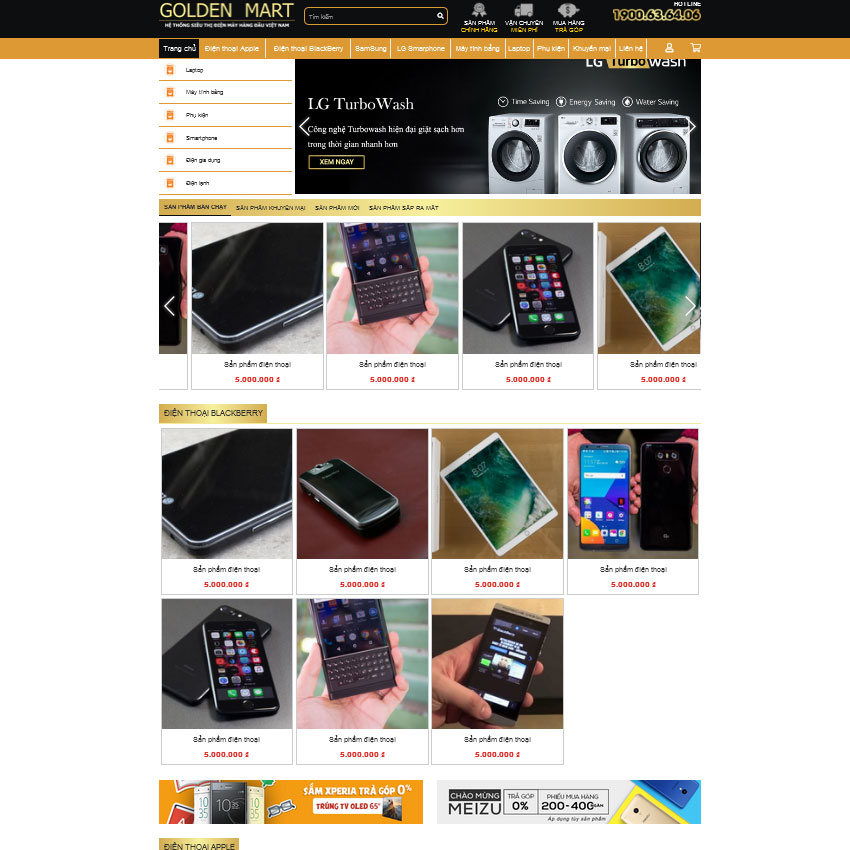 GOLDEN MART
HỆ THỐNG SIÊU THỊ ĐIỆN MÁY HÀNG ĐẦU VIỆT NAM
Tìm kiếm
SẢN PHẨM
CHÍNH HÃNG
VẬN CHUYỂN
MIỄN PHÍ
MUA HÀNG
TRẢ GÓP
HOTLINE
1900.63.64.06
Trang chủ
Điện thoại Apple
Điện thoại BlackBerry
SamSung
LG Smarphone
Máy tính bảng
Laptop
Phụ kiện
Khuyến mại
Liên hệ
Laptop
Máy tính bảng
Phụ kiện
Smartphone
Điện gia dụng
Điện lạnh
LG TurboWash
LG TurboWash
Time Saving
Energy Saving
Water Saving
Công nghệ Turbowash hiện đại giặt sạch hơn
trong thời gian nhanh hơn
XEM NGAY
SẢN PHẨM BÁN CHẠY
SẢN PHẨM KHUYẾN MẠI
SẢN PHẨM MỚI
SẢN PHẨM SẮP RA MẮT
8:07
Sản phẩm điện thoại
5.000.000 ₫
Sản phẩm điện thoại
5.000.000 ₫
Sản phẩm điện thoại
5.000.000 ₫
Sản phẩm điện thoại
5.000.000 ₫
ĐIỆN THOẠI BLACKBERRY
8:07
Sản phẩm điện thoại
5.000.000 ₫
Sản phẩm điện thoại
5.000.000 ₫
Sản phẩm điện thoại
5.000.000 ₫
Sản phẩm điện thoại
5.000.000 ₫
Sản phẩm điện thoại
5.000.000 ₫
Sản phẩm điện thoại
5.000.000 ₫
Sản phẩm điện thoại
5.000.000 ₫
10:35
10:35
SẮM XPERIA TRẢ GÓP 0%
TRÚNG TV OLED 65"
CHÀO MỪNG
MEIZU
TRẢ GÓP
0%
PHIẾU MUA HÀNG
200-400
Áp dụng tùy sản phẩm
ĐIỆN THOẠI APPLE